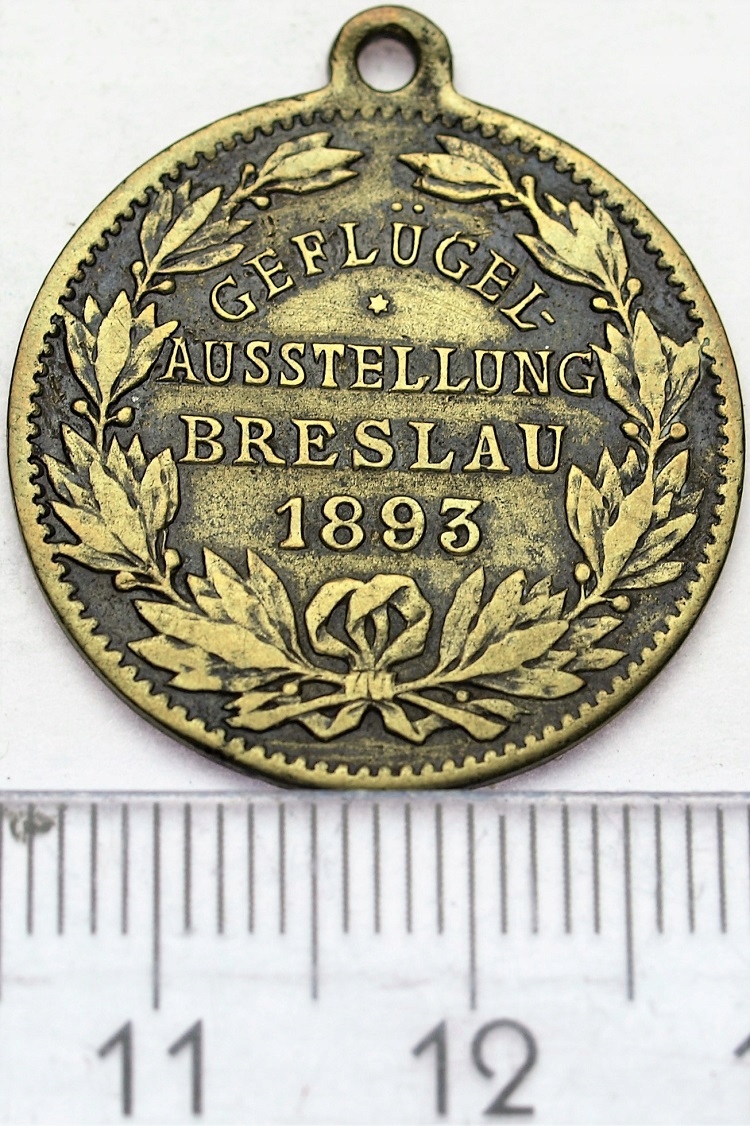 GEFLÜGEL-
AUSSTELLUNG
BRESLAU
1893
11 12